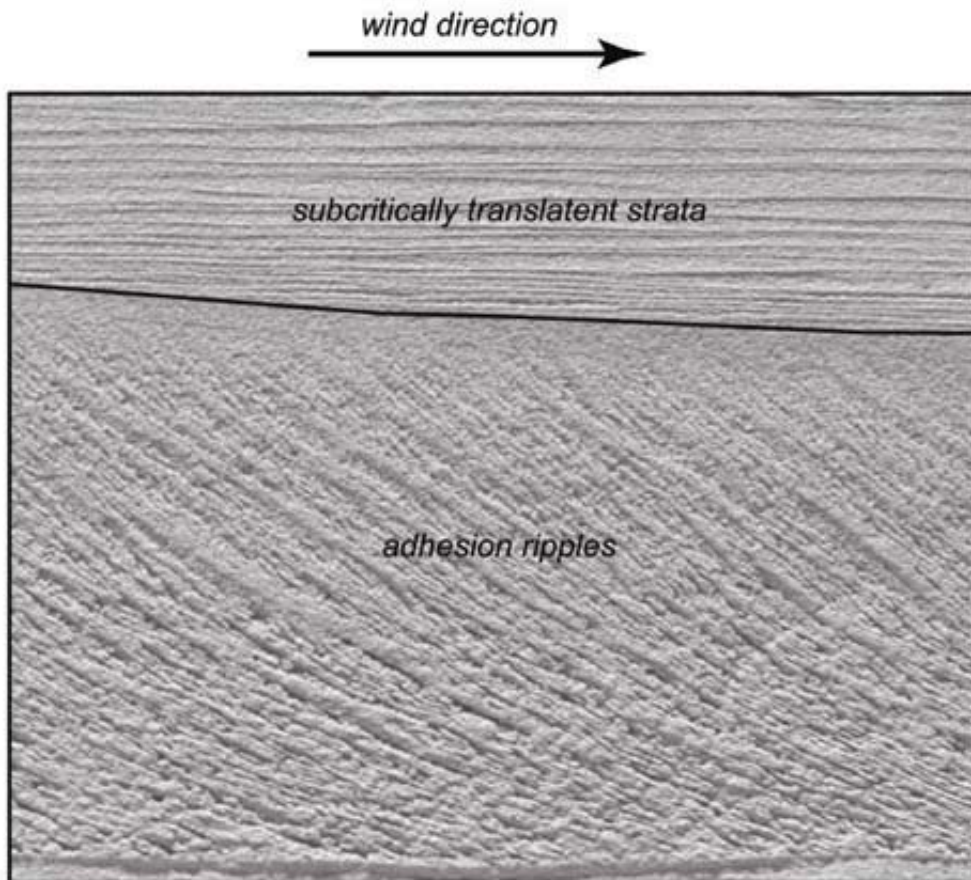 wind direction
subcritically translatent strata
adhesion ripples